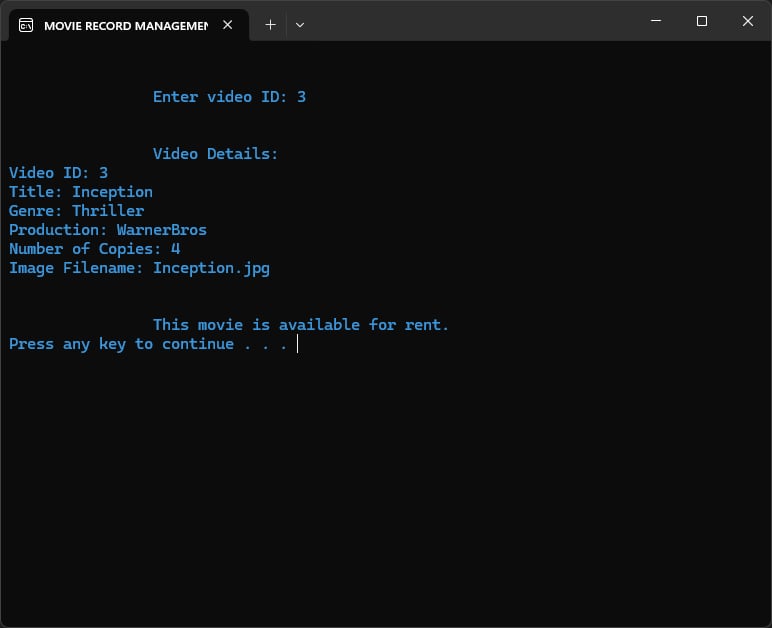 MOVIE RECORD MANAGEMEN
Enter video ID: 3
Video Details:
Video ID: 3
Title: Inception
Genre: Thriller
Production: WarnerBros
Number of Copies: 4
Image Filename: Inception.jpg
This movie is available for rent.
Press any key to continue . . .